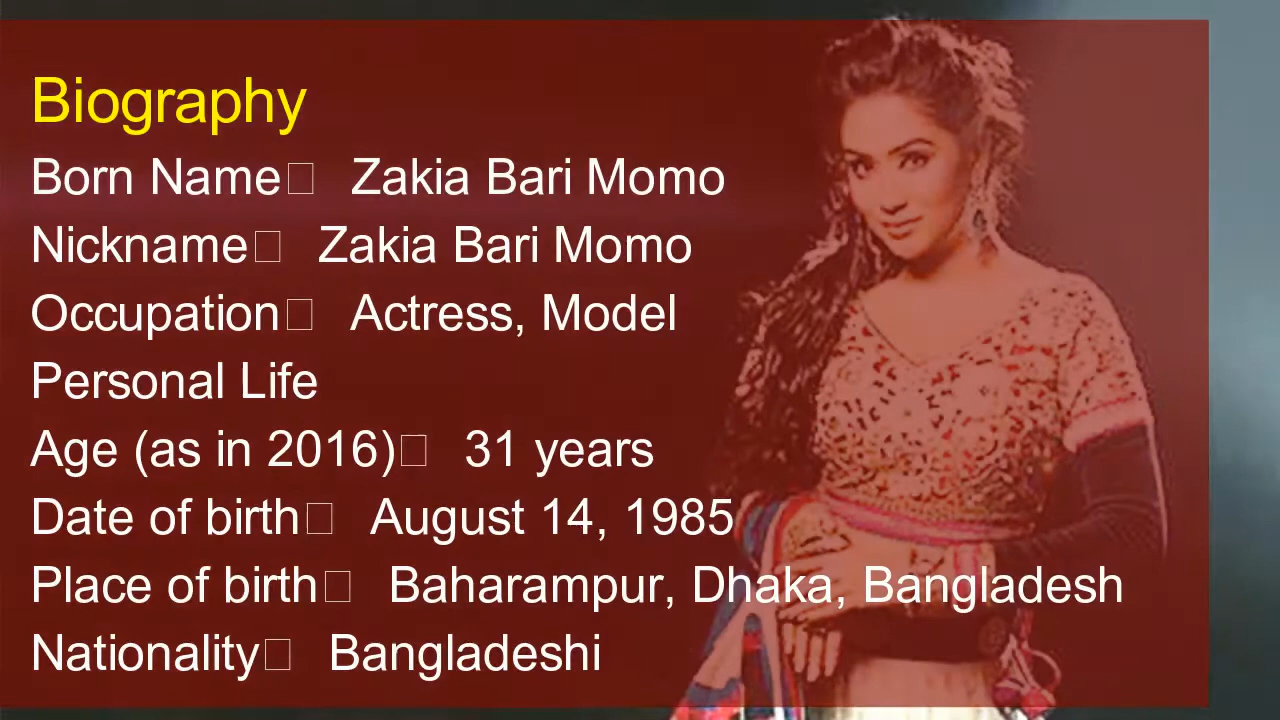 Biography
Born Name□ Zakia Bari Momo
Nickname□ Zakia Bari Momo
Occupation□ Actress, Model
Personal Life
Age (as in 2016)□ 31 years
Date of birth□ August 14, 1985
Place of birth□ Baharampur, Dhaka, Bangladesh
Nationality□ Bangladeshi